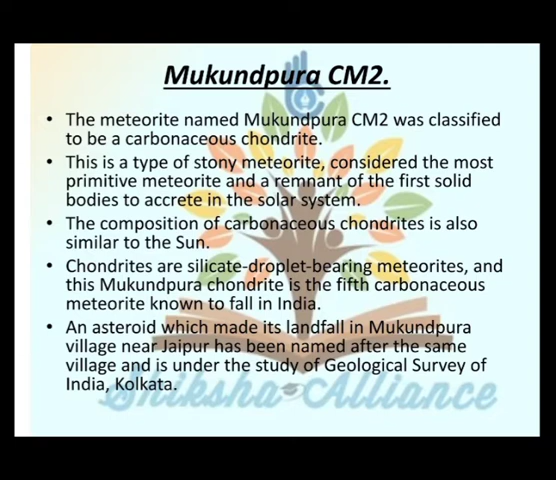 Mukundpura CM2.
• The meteorite named Mukundpura CM2 was classified
to be a carbonaceous chondrite.
• This is a type of stony meteorite, considered the most
primitive meteorite and a remnant of the first solid
bodies to accrete in the solar system.
• The composition of carbonaceous chondrites is also
similar to the Sun.
• Chondrites are silicate-droplet-bearing meteorites, and
this Mukundpura chondrite is the fifth carbonaceous
meteorite known to fall in India.
• An asteroid which made its landfall in Mukundpura
village near Jaipur has been named after the same
village and is under the study of Geological Survey of
India, Kolkata.
Shiksha Alliance